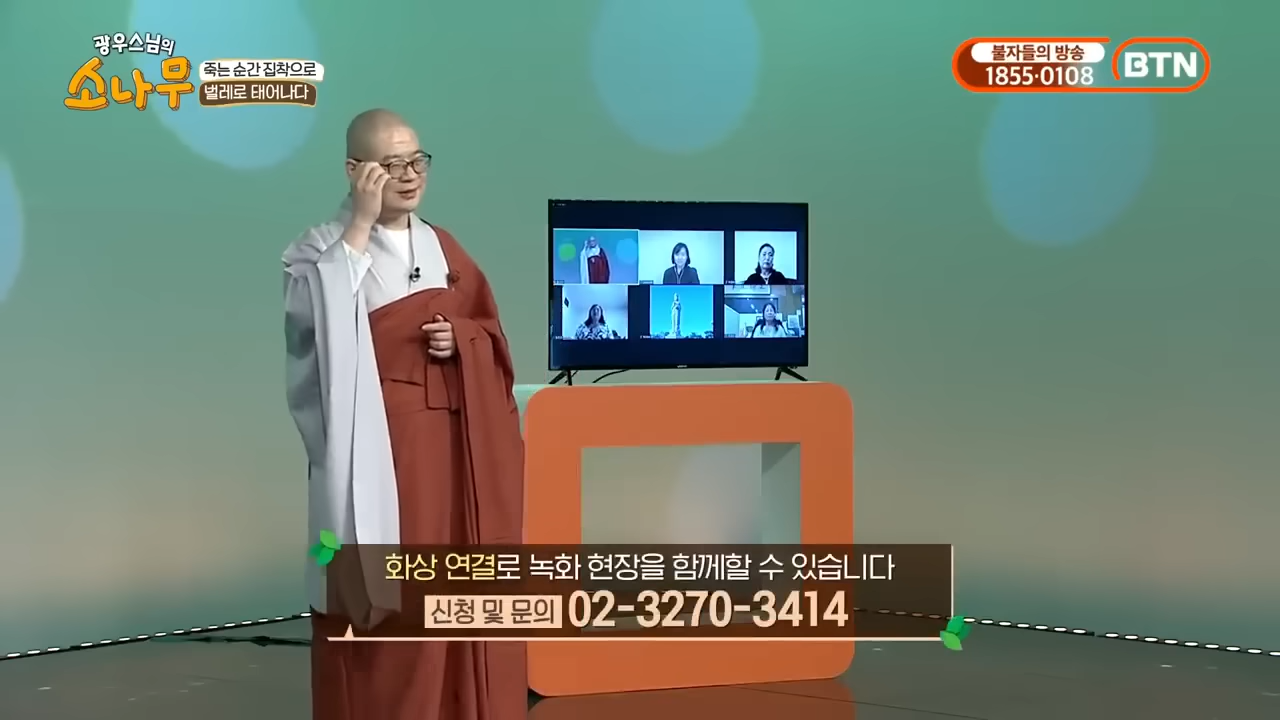 광우스님의
소나무
죽는 순간 집착으로
벌레로 태어나다
불자들의 방송
1855·0108
BTN
화상 연결로 녹화 현장을 함께할 수 있습니다
신청 및 문의 02-3270-3414